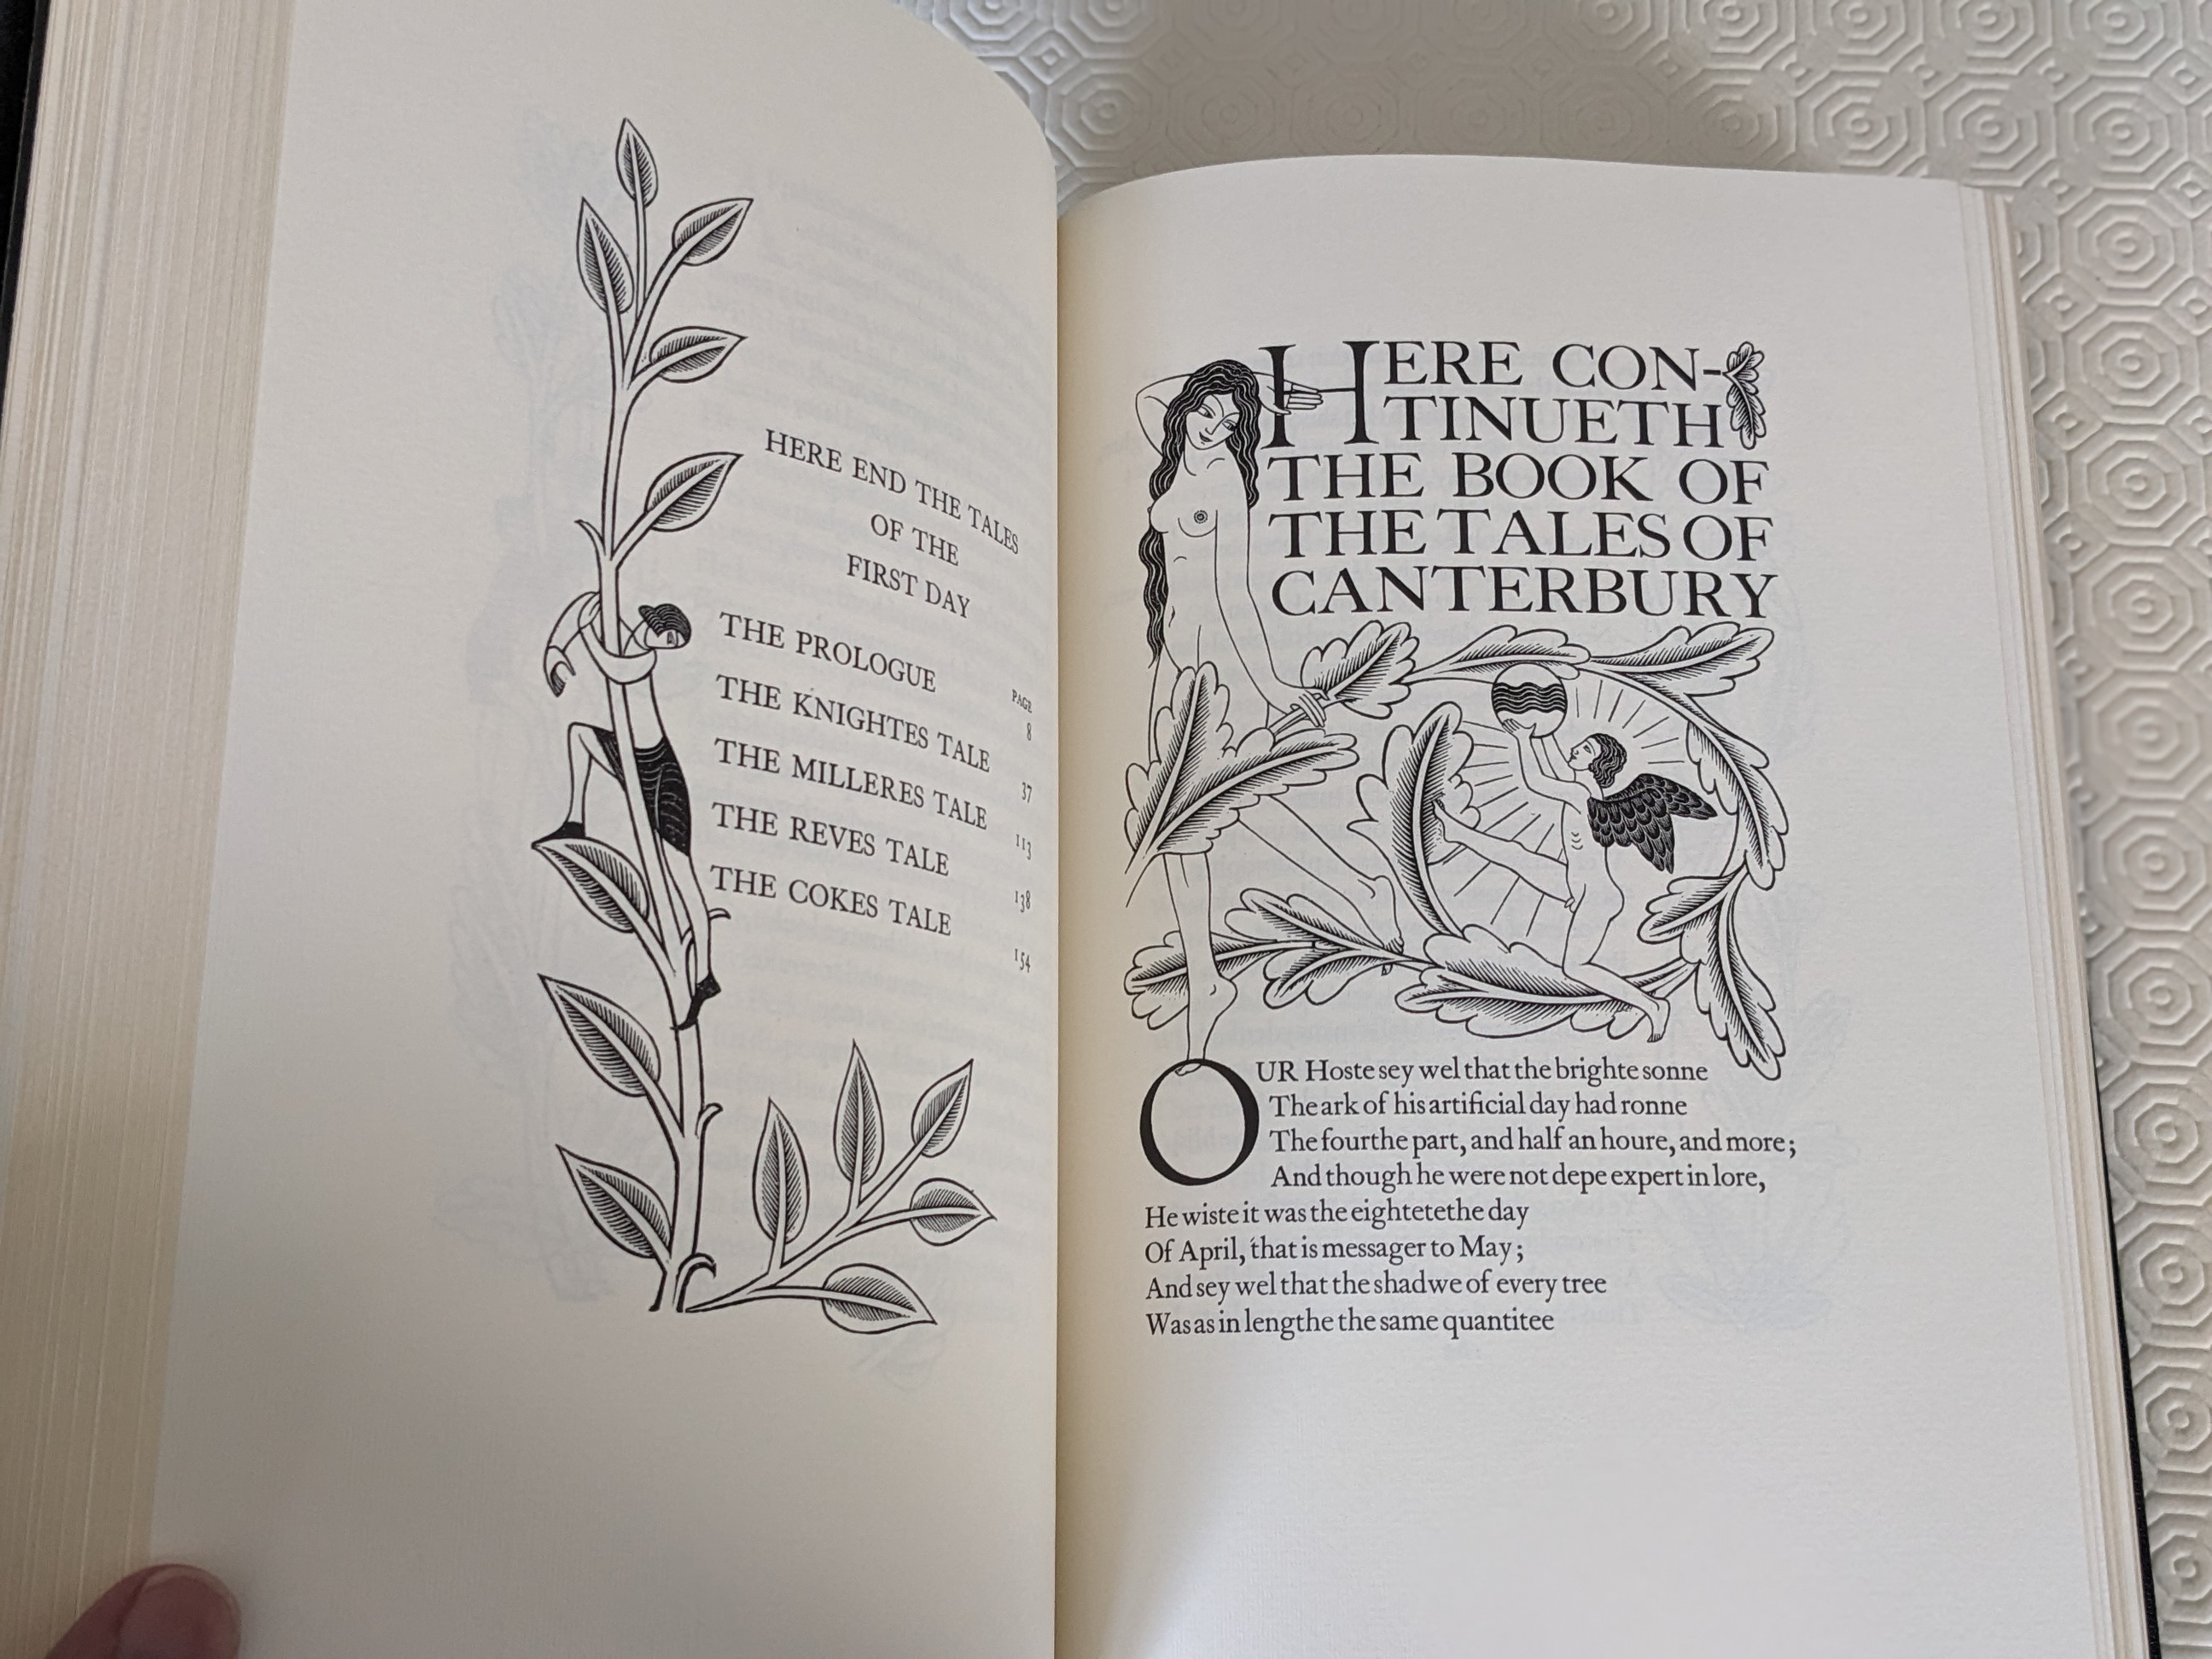 HERE END THE TALES
OF THE
FIRST DAY
PAGE
THE PROLOGUE 8
THE KNIGHTES TALE 37
THE MILLERES TALE 113
THE REVES TALE 138
THE COKES TALE 154
HERE CON-
TINUETH
THE BOOK OF
THE TALES OF
CANTERBURY
OUR Hoste sey wel that the brighte sonne
The ark of his artificial day had ronne
The fourthe part, and half an houre, and more;
And though he were not depe expert in lore,
He wiste it was the eightetethe day
Of April, that is messager to May;
And sey wel that the shadwe of every tree
Was as in lengthe the same quantitee